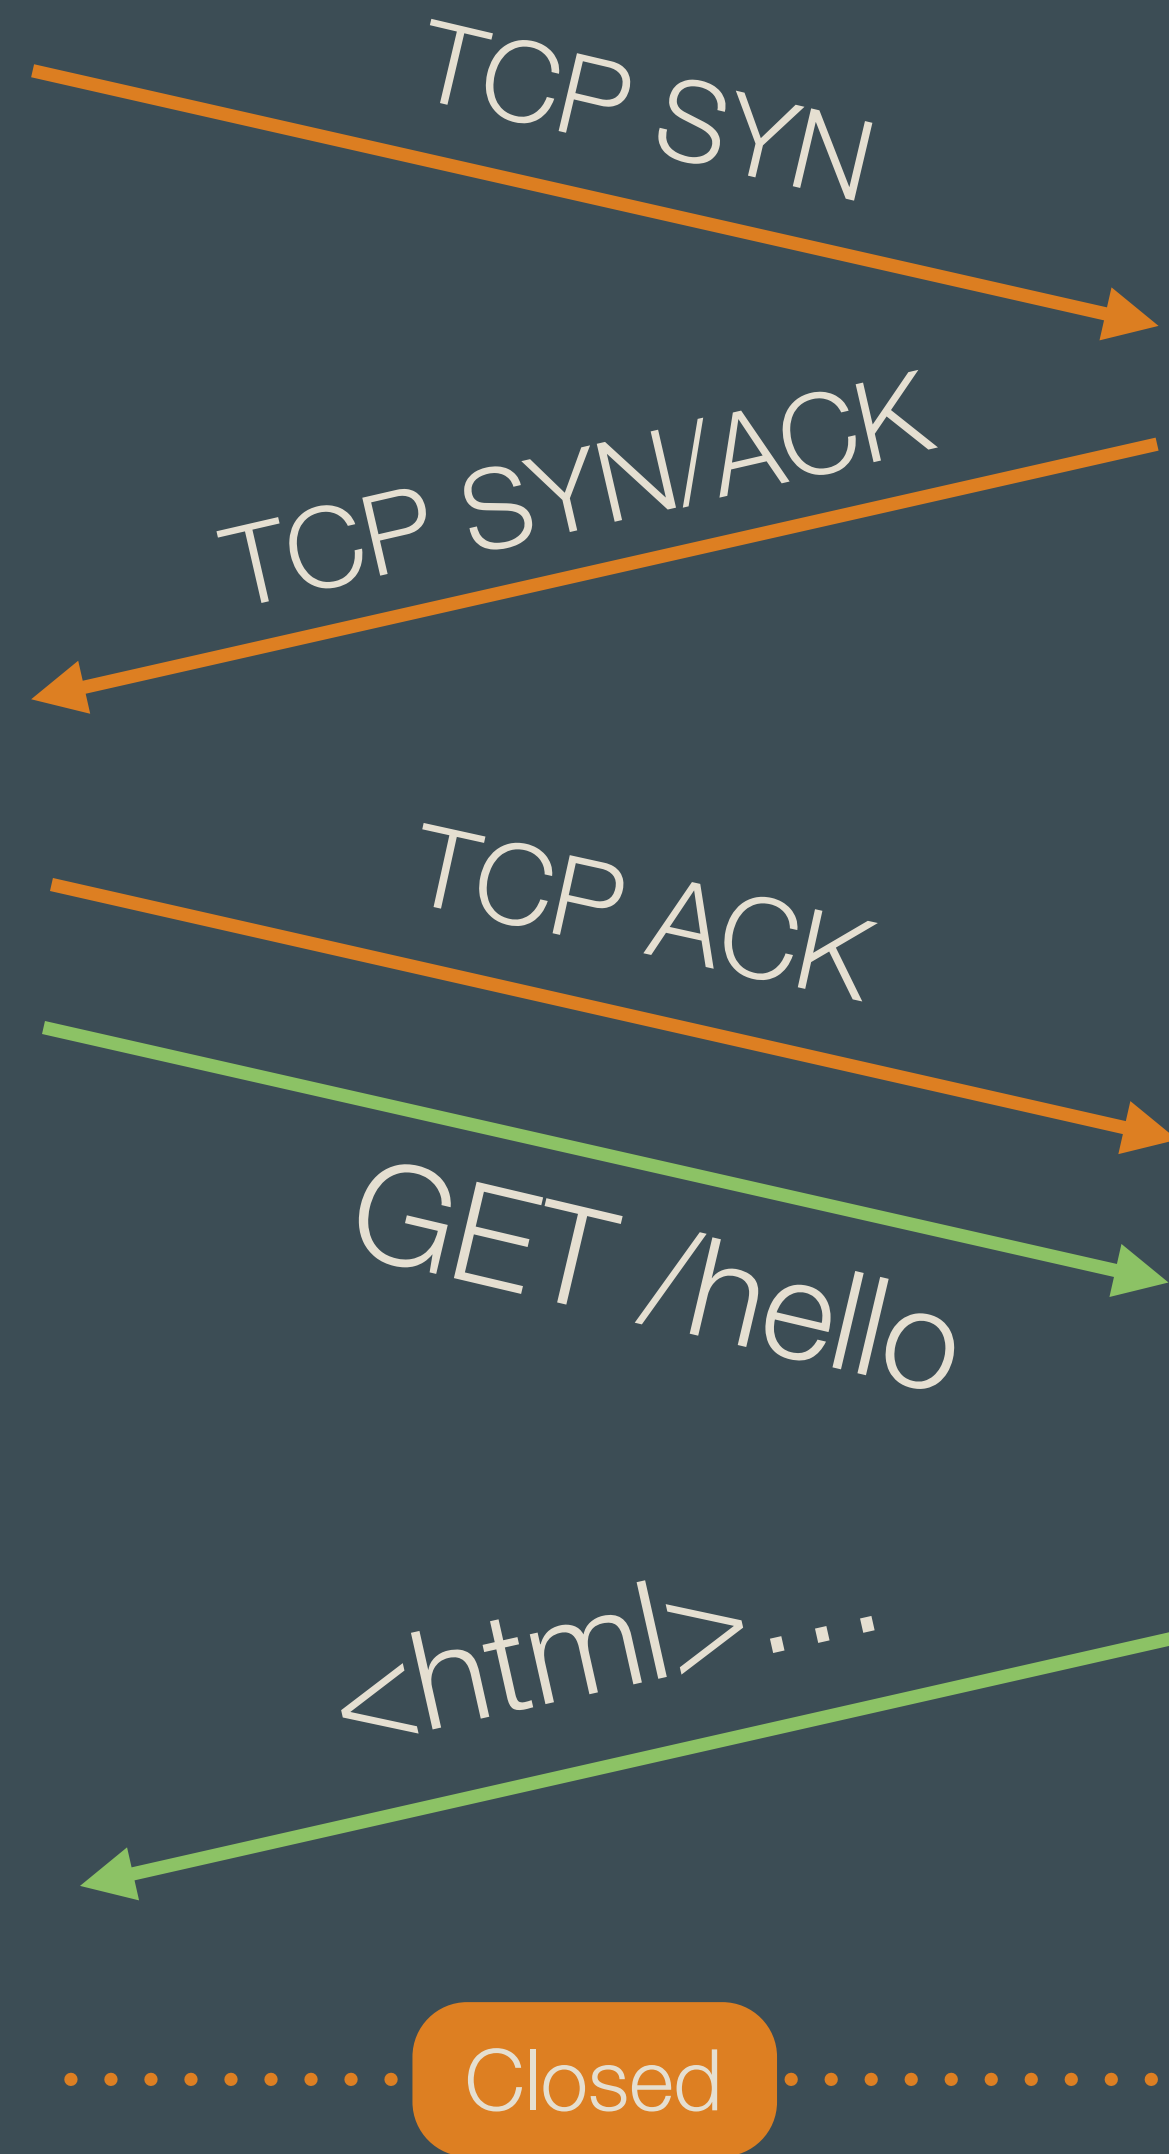 TCP SYN
TCP SYN/ACK
TCP ACK
GET /hello
<html>...
Closed